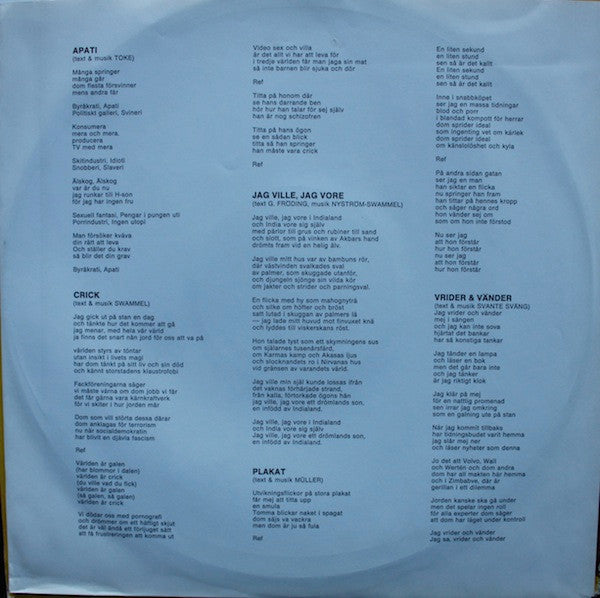 APATI
(text & musik TOKE)
Många springer
många går
dom flesta försvinner
mens andra får
Byråkrati, Apati
Politiskt galleri, Svineri
Konsumera
mera och mera,
producera
TV med mera
Skitindustri, Idioti
Snobberi, Slaveri
Älskog, Älskog
var är du nu
jag runkar till H-son
för jag har ingen fru
Sexuell fantasi, Pengar i pungen uti
Porrindustri, Ingen utopi
Man försöker kväva
din rätt att leva
Och ställer du krav
så blir det din grav
Byråkrati, Apati
CRICK
(text & musik SWAMMEL)
Jag gick ut på stan en dag
och tänkte hur det kommer att gå
jag menar, med hela vår värld
ja finns det snart nån jord för oss att va på
världen styrs av töntar
utan insikt i livets magi
har dom tänkt på sitt liv och sin död
och känt storstadens klaustrofobi
Fackföreningarna säger
vi måste värna om dom jobb vi får
det får gärna vara kärnkraftverk
för vi skiter i hur jorden mår
Dom som vill störta dessa dårar
dom anklagas för terrorism
nu när socialdemokratin
har blivit en djävla fascism
Ref
Världen är galen
(her blommor i dalen)
världen är crick
(du ville vad du fick)
världen är galen
(så galen, så galen)
världen är crick
Vi dödar oss med pornografi
och drömmer om ett häftigt skjut
det är väl ändå ett förljuget sätt
att få frustreringen att komma ut
Video sex och villa
är det allt vi har att leva för
i tredje världen får man jaga sin mat
så inte barnen blir sjuka och dör
Ref
Titta på honom där
se hans darrande ben
hör hur han talar för sej själv
han är nog schizofren
Titta på hans ögon
se en sådan blick
titta så han springer
han måste vara crick
Ref
JAG VILLE, JAG VORE
(text G. FRÖDING, musik NYSTRÖM-SWAMMEL)
Jag ville, jag vore i Indialand
och India vore sig själv
med pärlor till grus och rubiner till sand
och slott, som på vinken av Akbars hand
drömts fram vid en helig älv.
Jag ville mitt hus var av bambuns rör,
där västvinden svalkades sval
av palmer, som skuggade utanför,
och djungeln sjönge sin vilda kör
om jakter och strider och parningsval.
En flicka med hy som mahognyträ
och silke om höfter och bröst
satt lutad i skuggan av palmers lä
— jag lade mitt huvud mot finvuxet knä
och lyddes till viskerskans röst.
Hon talade tyst som ett skymningens sus
om själarnes tusenårsfärd,
om Karmas kamp och Akasas ljus
och slocknandets ro i Nirvanas hus
vid gränsen av varandets värld.
Jag ville min själ kunde lossas ifrån
det vaknas förhärjade strand,
från kalla, förtorkade ögons hån
jag ville, jag vore ett drömlands son,
en infödd av Indialand.
Jag ville, jag vore i Indialand
och India vore sig själv
Jag ville, jag vore ett drömlands son,
en infödd av Indialand.
PLAKAT
(text & musik MÜLLER)
Utvikningsflickor på stora plakat
får mej att titta upp
en smula
Tomma blickar naket i spagat
dom säjs va vackra
men dom är ju så fula
Ref
En liten sekund
en liten stund
sen så är det kallt
En liten sekund
en liten stund
sen så är det kallt
Inne i snabbköpet
ser jag en massa tidningar
blod och porr
i blandad kompott för herrar
dom sprider ideal
som ingenting vet om kärlek
dom sprider ideal
om känslolöshet och kyla
Ref
På andra sidan gatan
ser jag en man
han siktar en flicka
nu springer han fram
han tittar på hennes kropp
och säger några ord
hon vänder sej om
som om hon inte förstod
Nu ser jag
att hon förstår
hur hon förstår
nu ser jag
att hon förstår
hur hon förstår
VRIDER & VÄNDER
(text & musik SVANTE SVÄNG)
Jag vrider och vänder
mej i sängen
och jag kan inte sova
hjärtat det bankar
har så konstiga tankar
Jag tänder en lampa
och läser en bok
men det går bara inte
och jag tänker
är jag riktigt klok
Jag klär på mej
för en nattlig promenad
sen irrar jag omkring
som en galning ute på stan
När jag kommit tillbaks
har tidningsbudet varit hemma
jag slår mej ner
och läser nyheter som denna
Jo det att Volvo, Wall
och Wertén och dom andra
dom har all makten här hemma
och i Zimbabwe, där är
gerillan i ett dilemma
Jorden kanske ska gå under
men det spelar ingen roll
för alla experter dom säger
att dom har läget under kontroll
Jag vrider och vänder
Jag sa, vrider och vänder